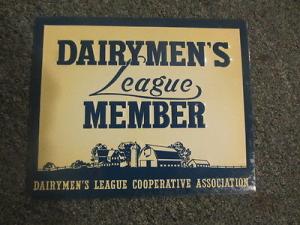 DAIRYMEN'S
League
MEMBER
DAIRYMEN'S LEAGUE COOPERATIVE ASSOCIATION